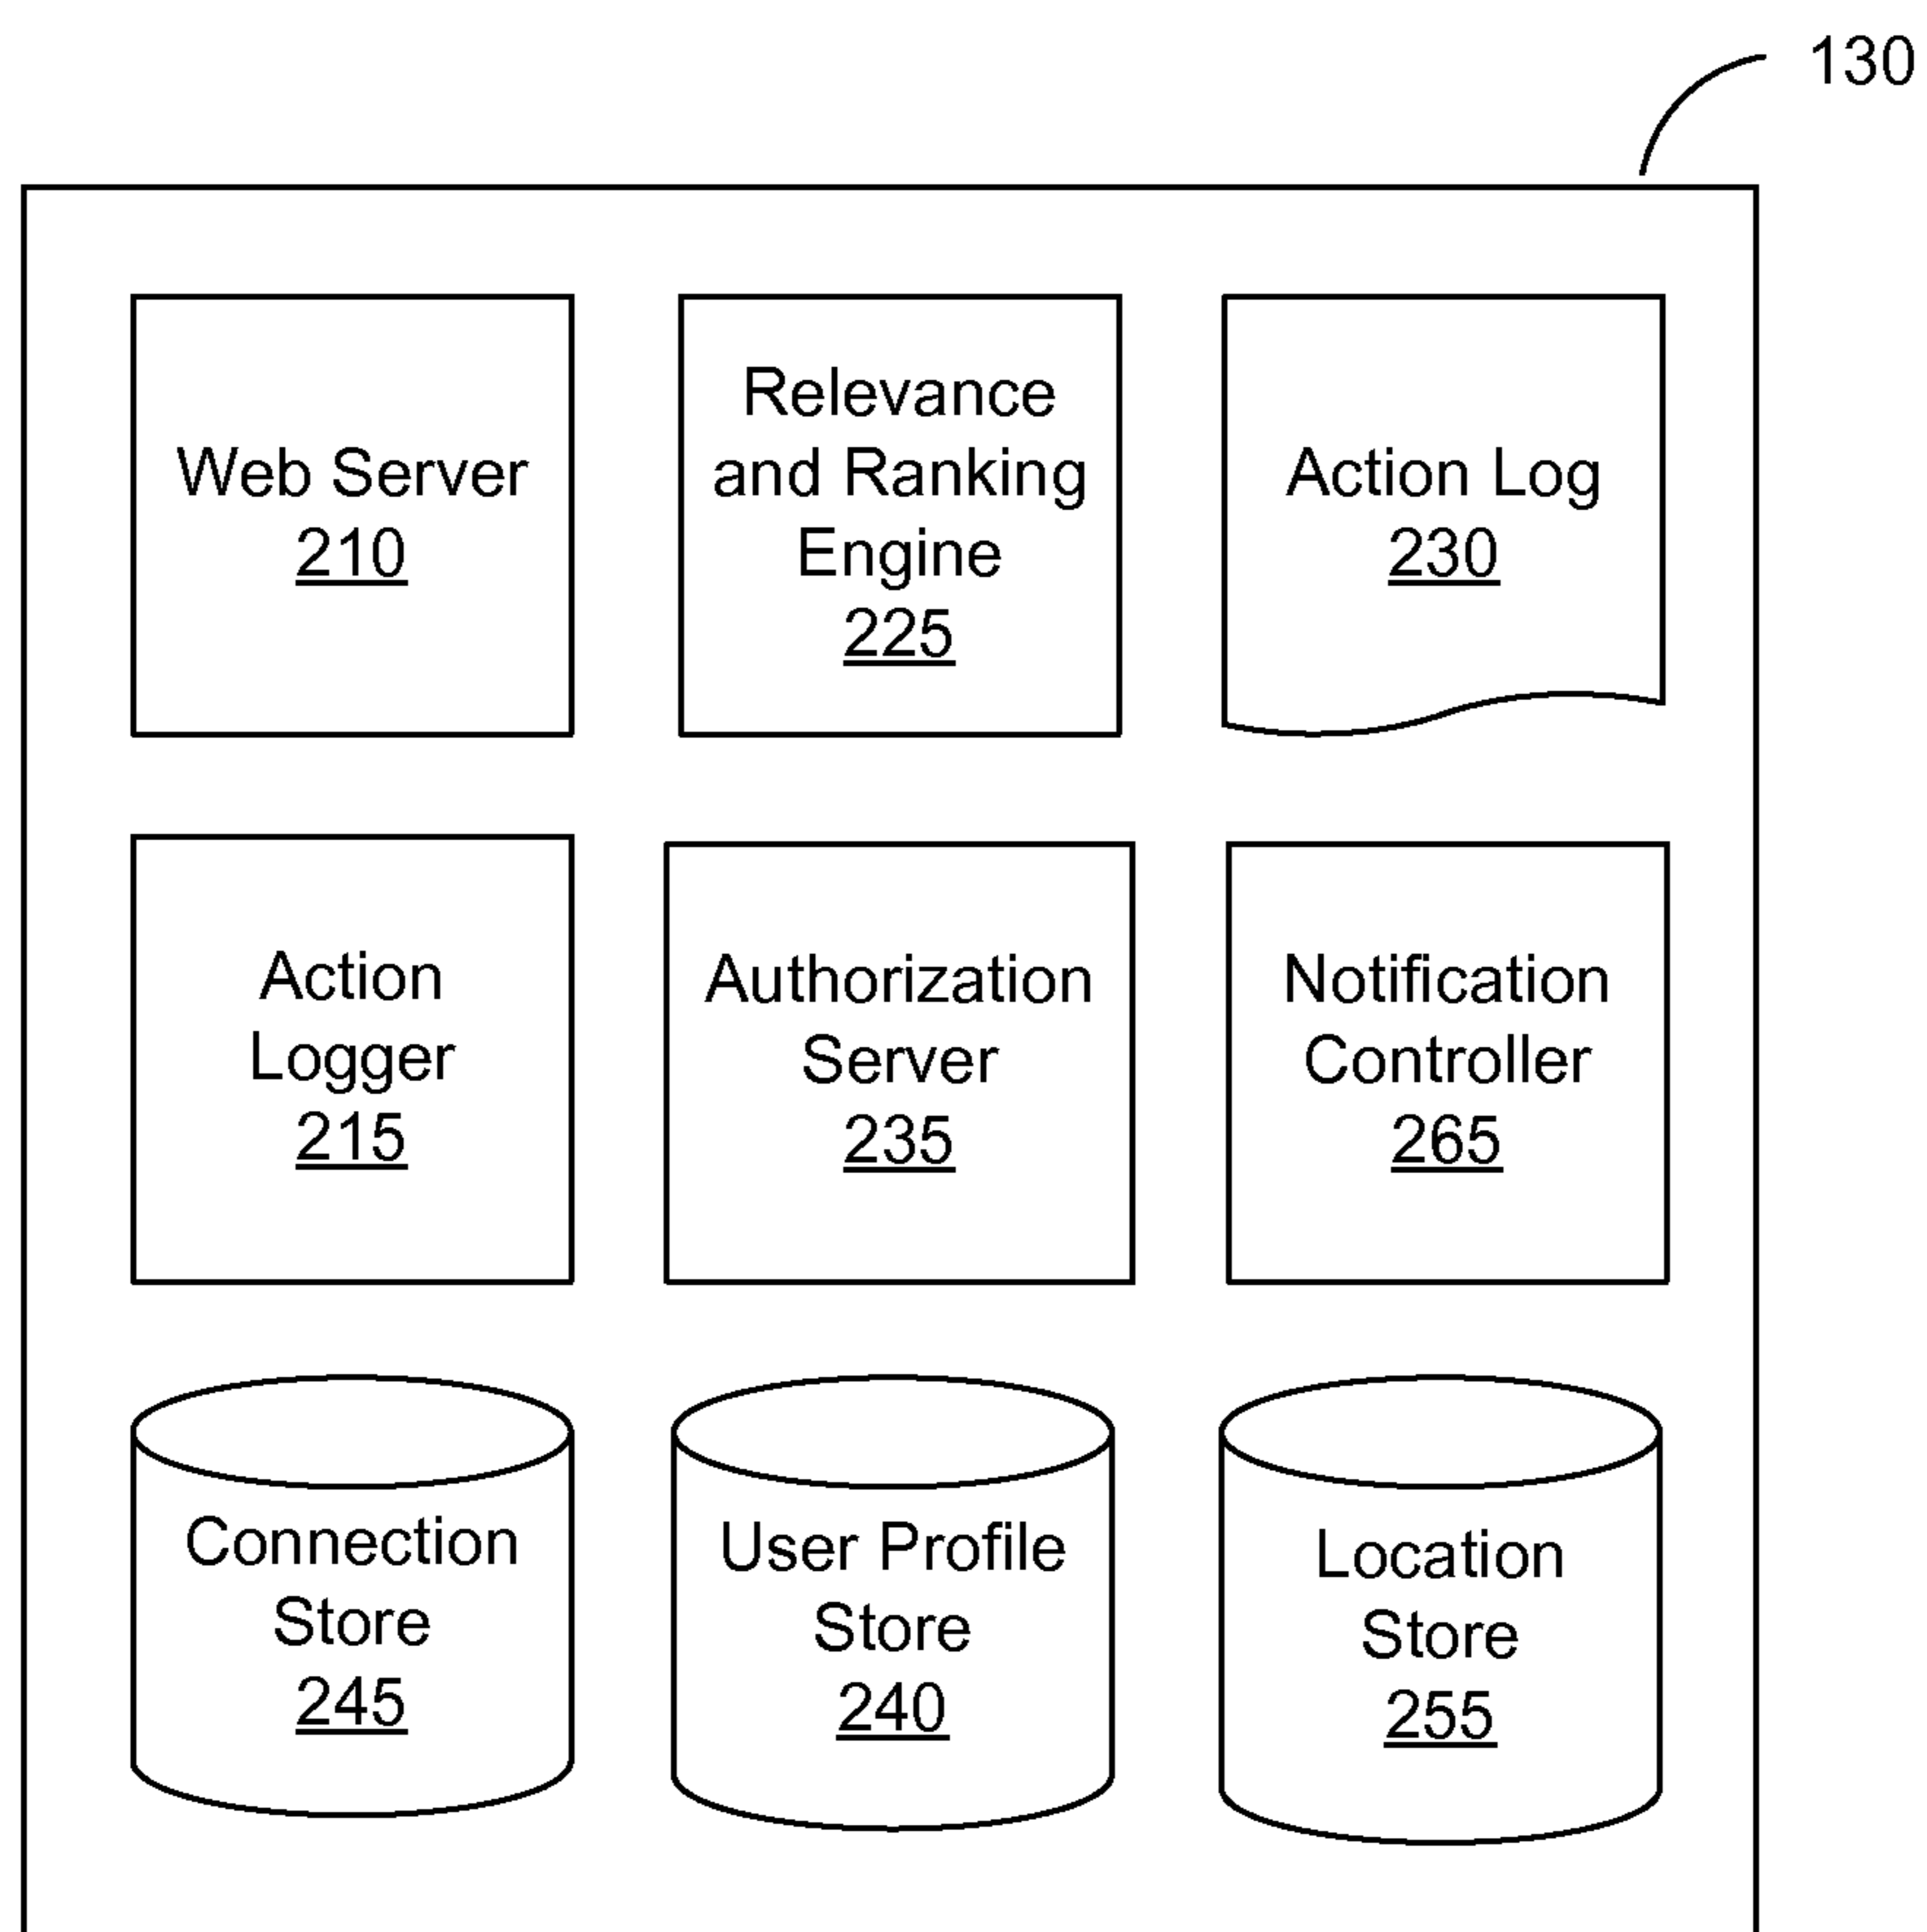 130
Web Server
210
Relevance
and Ranking
Engine
225
Action Log
230
Action
Logger
215
Authorization
Server
235
Notification
Controller
265
Connection
Store
245
User Profile
Store
240
Location
Store
255